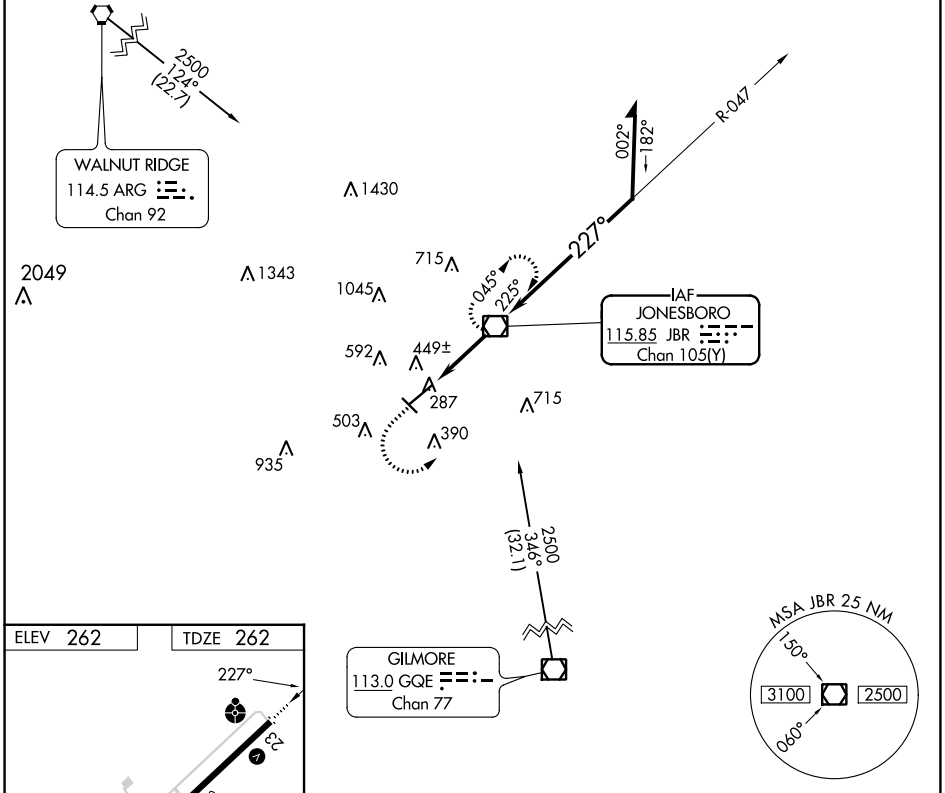 2500
124°
(22.7)
WALNUT RIDGE
114.5 ARG
Chan 92
R-047
002°
182°
1430
227°
2049
1343
715
1045
045°
225°
IAF
JONESBORO
115.85 JBR
Chan 105(Y)
592
449±
287
715
503
390
935
2500
346°
(32.1)
GILMORE
113.0 GQE
Chan 77
MSA JBR 25 NM
150°
3100
2500
060°
ELEV 262
TDZE 262
227°
23
V